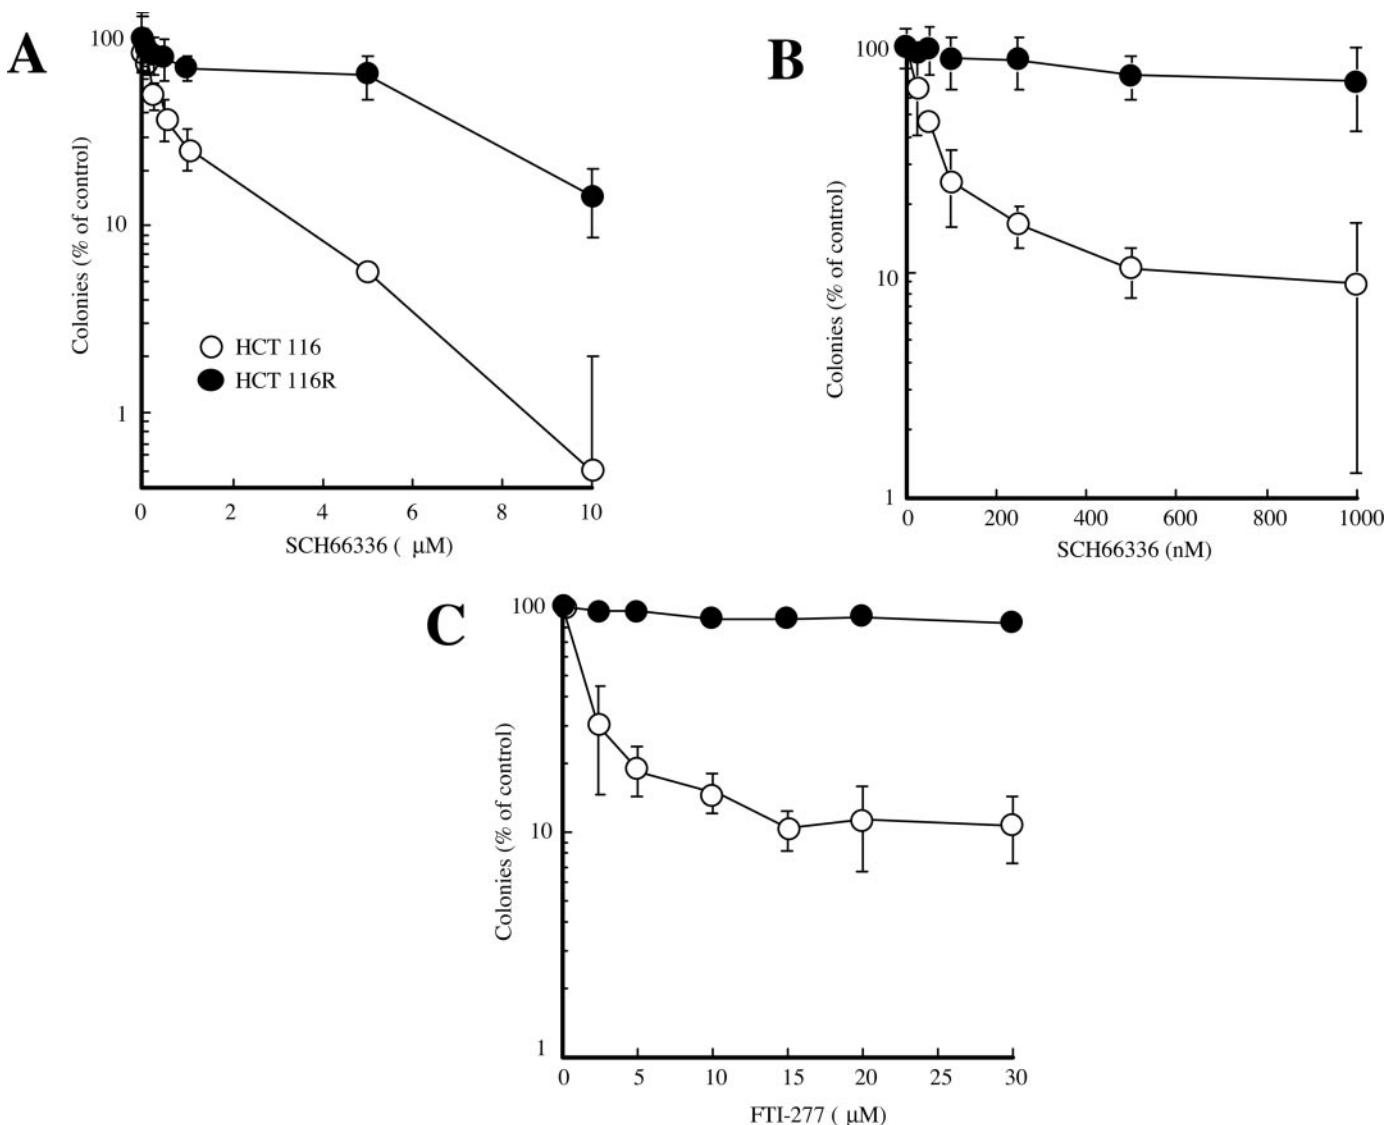 A
100
10
1
Colonies (% of control)
HCT 116
HCT 116R
0 2 4 6 8 10
SCH66336 ( μM)
B
100
10
1
Colonies (% of control)
0 200 400 600 800 1000
SCH66336 (nM)
C
100
10
1
Colonies (% of control)
0 5 10 15 20 25 30
FTI-277 ( μM)